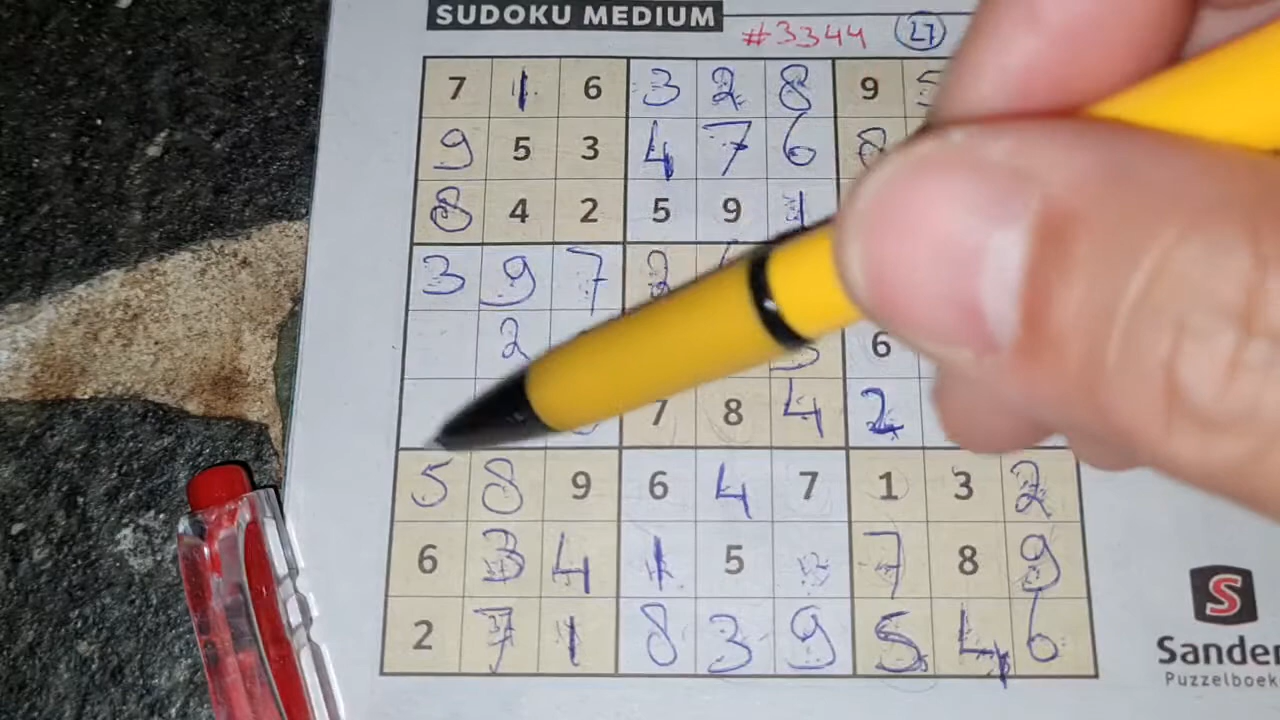 SUDOKU MEDIUM #3344 27
7 1 6 3 2 8 9
9 5 3 4 7 6 8
8 4 2 5 9 1
3 9 7 2
2 6
7 8 4 2
5 8 9 6 4 7 1 3 2
6 3 4 1 5 7 8 9
2 7 1 8 3 9 5 4 6
S
Sander
Puzzelboek